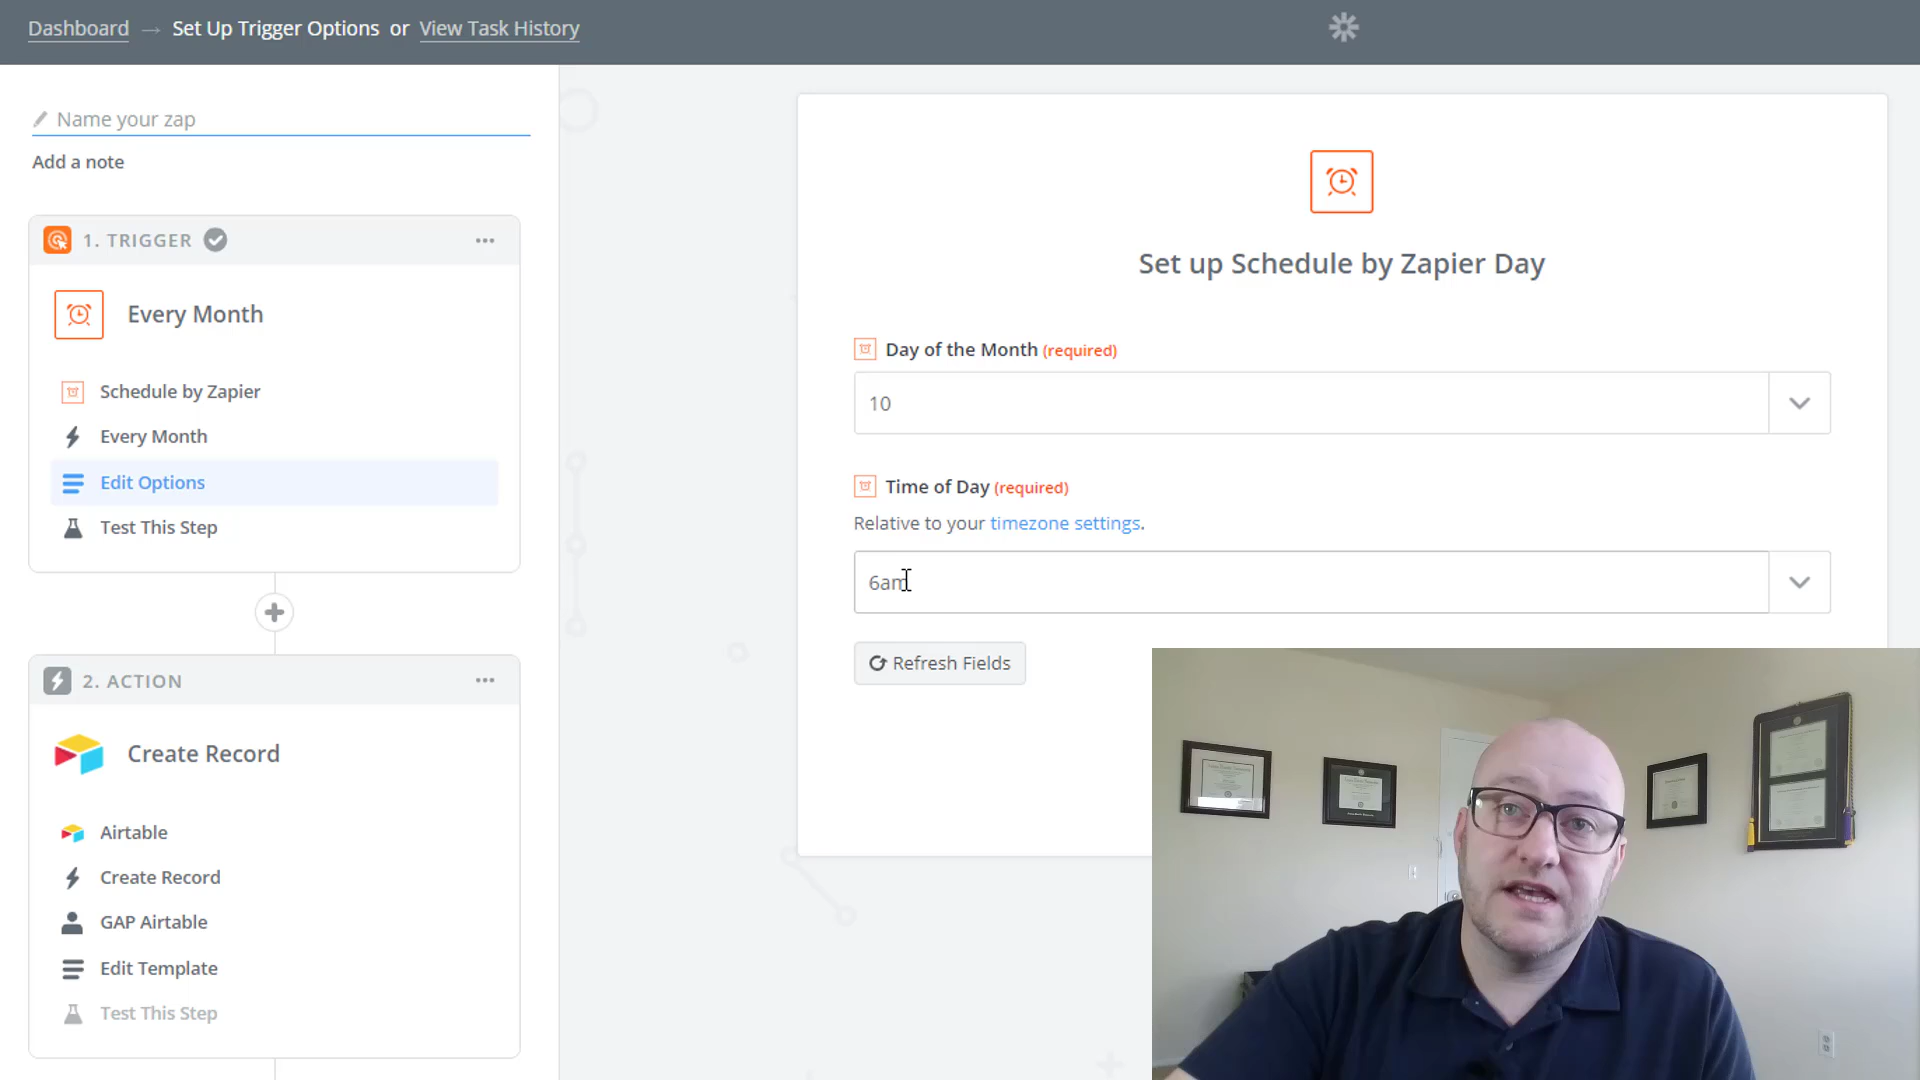 Dashboard → Set Up Trigger Options or View Task History
Name your zap
Add a note
1. TRIGGER
Every Month
Schedule by Zapier
Every Month
Edit Options
Test This Step
2. ACTION
Create Record
Airtable
Create Record
GAP Airtable
Edit Template
Test This Step
Set up Schedule by Zapier Day
Day of the Month (required)
10
Time of Day (required)
Relative to your timezone settings.
6am
Refresh Fields